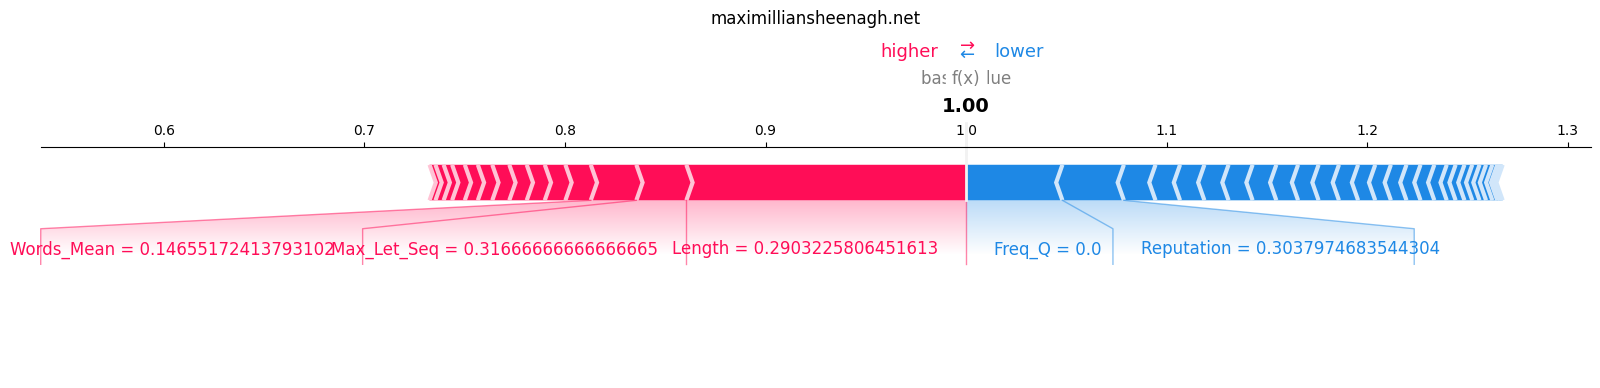 maximilliansheenagh.net
higher ⇄ lower
bas f(x) lue
1.00
0.6 0.7 0.8 0.9 1 0 1.1 1.2 1.3
Words_Mean = 0.14655172413793102 Max_Let_Seq = 0.31666666666666665 Length = 0.2903225806451613 Freq_Q = 0.0 Reputation = 0.3037974683544304